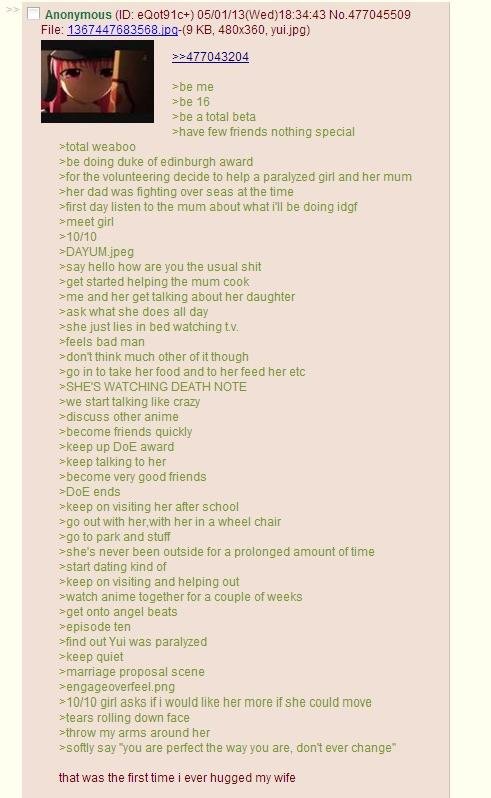 >> Anonymous (ID: eQot91c+) 05/01/13(Wed)18:34:43 No.477045509
File: 1367447683568.jpg-(9 KB, 480x360, yui.jpg)
>>477043204
>be me
>be 16
>be a total beta
>have few friends nothing special
>total weaboo
>be doing duke of edinburgh award
>for the volunteering decide to help a paralyzed girl and her mum
>her dad was fighting over seas at the time
>first day listen to the mum about what i'll be doing idgf
>meet girl
>10/10
>DAYUM.jpeg
>say hello how are you the usual shit
>get started helping the mum cook
>me and her get talking about her daughter
>ask what she does all day
>she just lies in bed watching t.v.
>feels bad man
>don't think much other of it though
>go in to take her food and to her feed her etc
>SHE'S WATCHING DEATH NOTE
>we start talking like crazy
>discuss other anime
>become friends quickly
>keep up DoE award
>keep talking to her
>become very good friends
>DoE ends
>keep on visiting her after school
>go out with her,with her in a wheel chair
>go to park and stuff
>she's never been outside for a prolonged amount of time
>start dating kind of
>keep on visiting and helping out
>watch anime together for a couple of weeks
>get onto angel beats
>episode ten
>find out Yui was paralyzed
>keep quiet
>marriage proposal scene
>engageoverfeel.png
>10/10 girl asks if i would like her more if she could move
>tears rolling down face
>throw my arms around her
>softly say "you are perfect the way you are, don't ever change"
that was the first time i ever hugged my wife